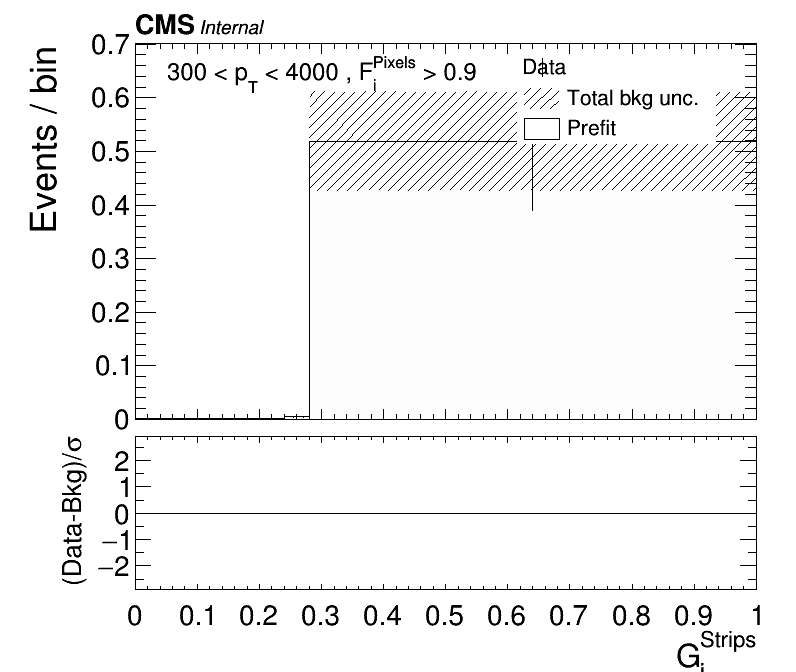 CMS Internal
300 < p_T < 4000 , F_i^Pixels > 0.9
Data
Total bkg unc.
Prefit
Events / bin
0.7
0.6
0.5
0.4
0.3
0.2
0.1
0
(Data-Bkg)/σ
2
1
0
−1
−2
0 0.1 0.2 0.3 0.4 0.5 0.6 0.7 0.8 0.9 1
G_i^Strips